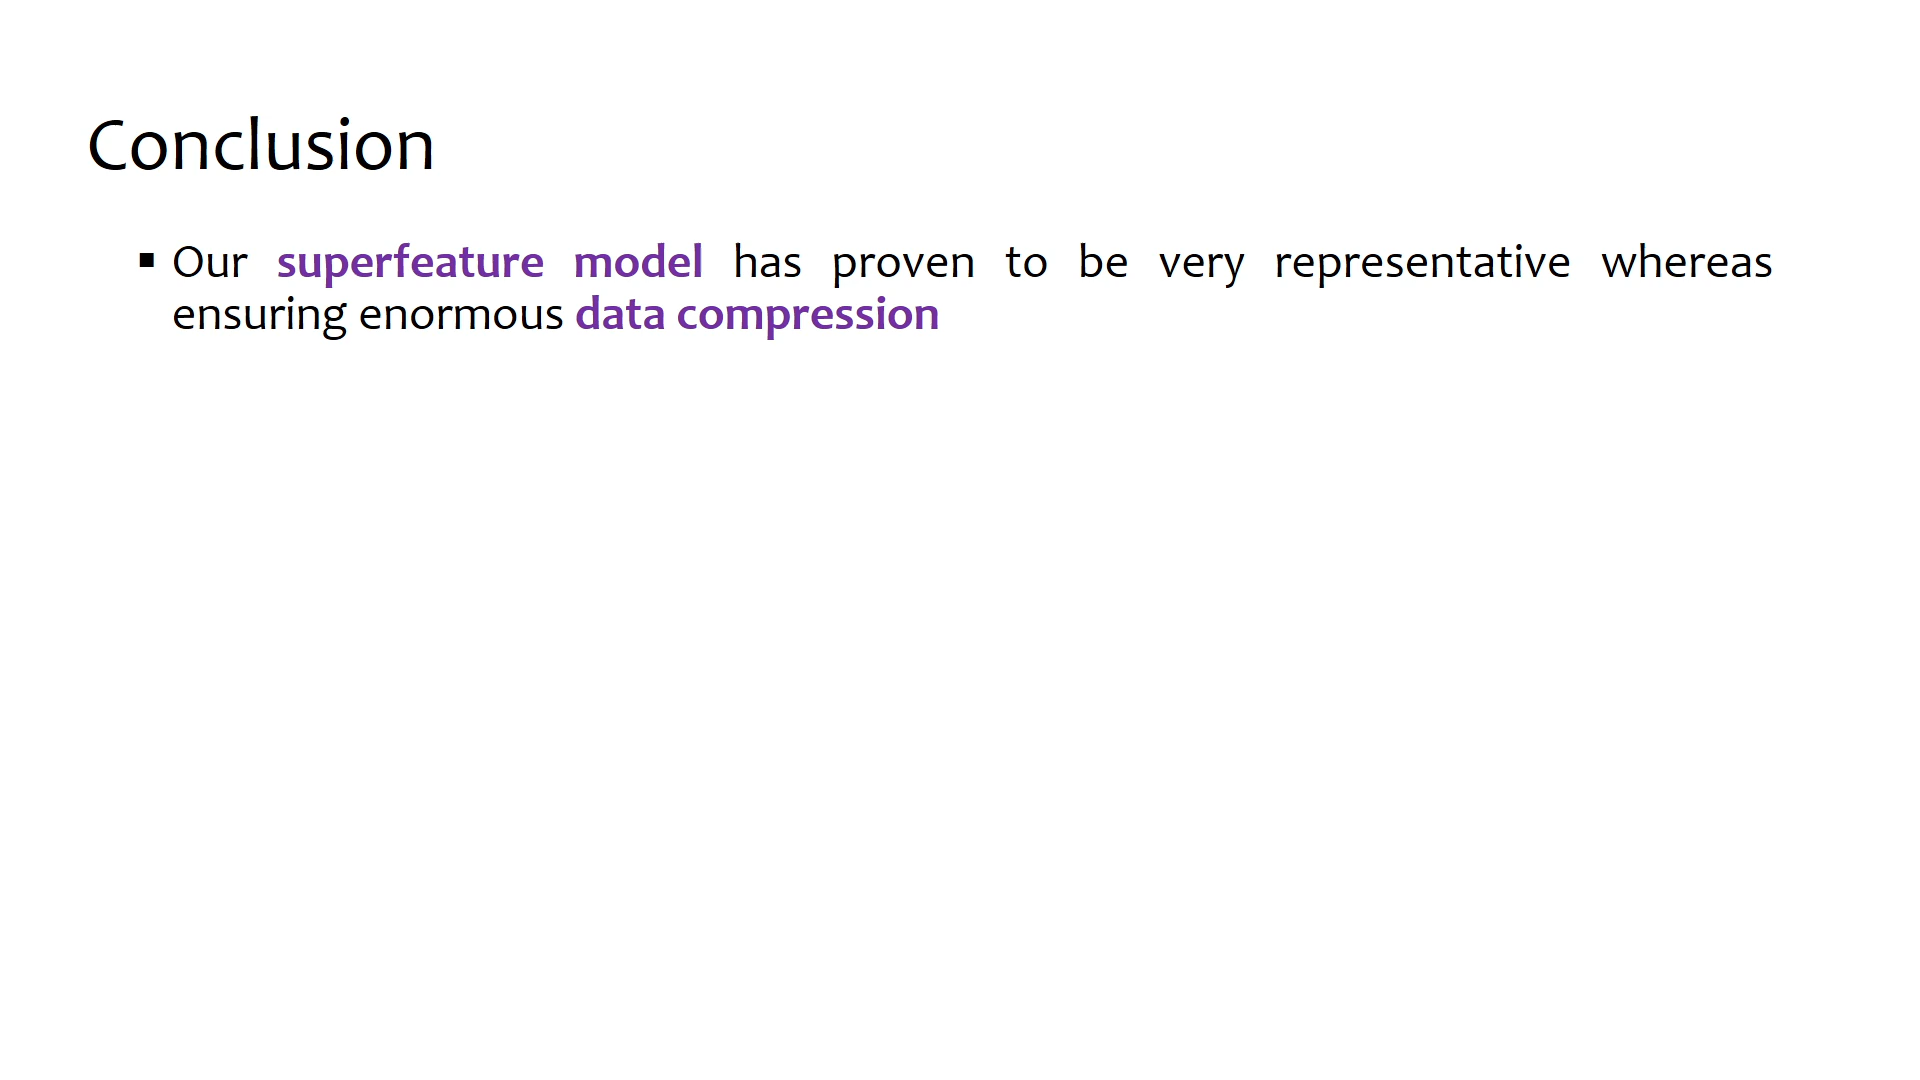 Conclusion
▪ Our superfeature model has proven to be very representative whereas
ensuring enormous data compression